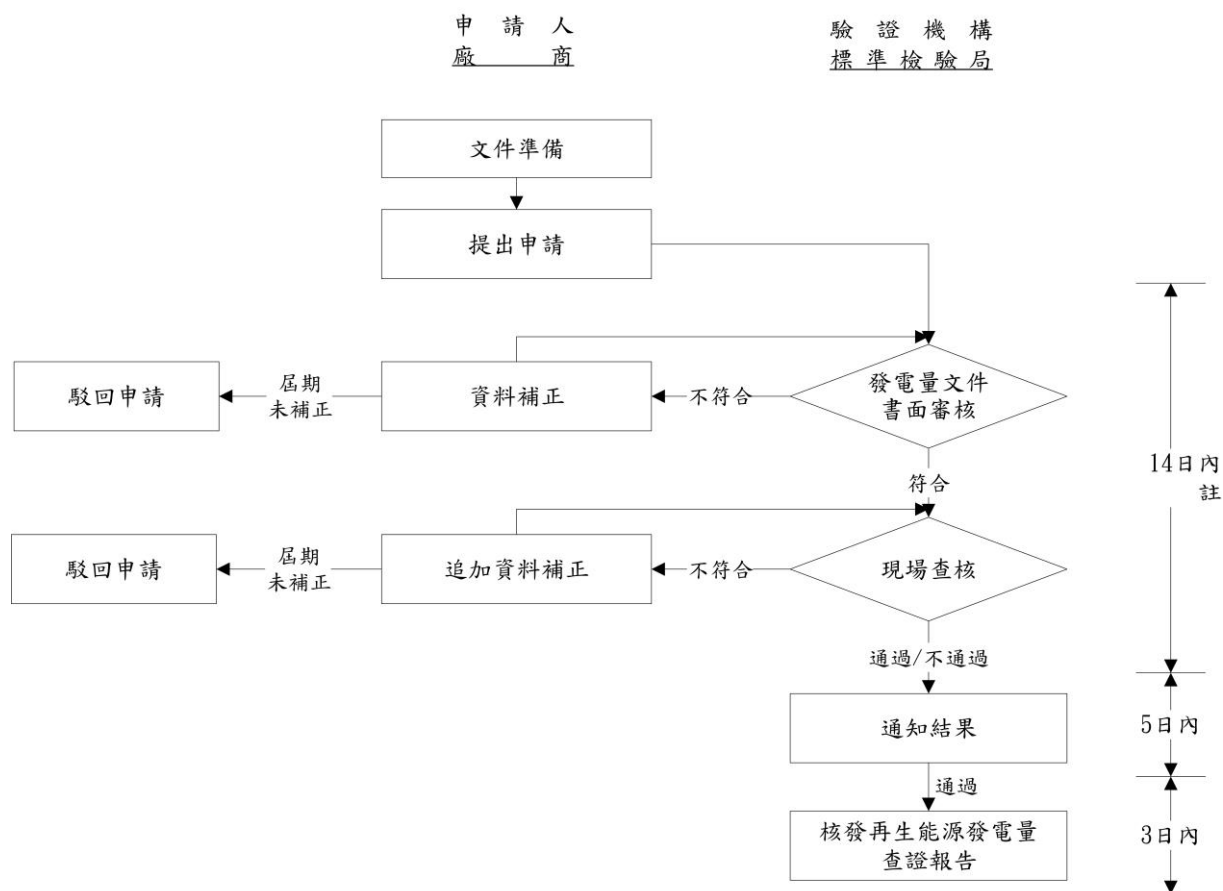 申請人
廠商
驗證機構
標準檢驗局
文件準備
提出申請
駁回申請
屆期
未補正
資料補正
不符合
發電量文件
書面審核
符合
14日內
註
駁回申請
屆期
未補正
追加資料補正
不符合
現場查核
通過/不通過
通知結果
5日內
通過
核發再生能源發電量
查證報告
3日內